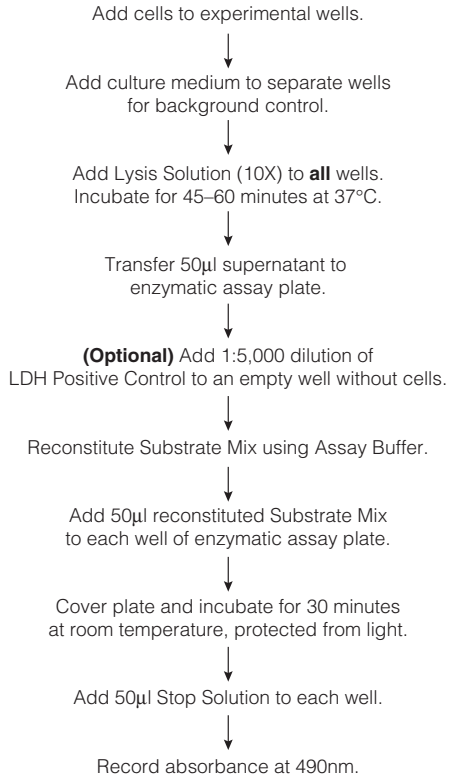 Add cells to experimental wells.
Add culture medium to separate wells
for background control.
Add Lysis Solution (10X) to all wells.
Incubate for 45–60 minutes at 37°C.
Transfer 50μl supernatant to
enzymatic assay plate.
(Optional) Add 1:5,000 dilution of
LDH Positive Control to an empty well without cells.
Reconstitute Substrate Mix using Assay Buffer.
Add 50μl reconstituted Substrate Mix
to each well of enzymatic assay plate.
Cover plate and incubate for 30 minutes
at room temperature, protected from light.
Add 50μl Stop Solution to each well.
Record absorbance at 490nm.